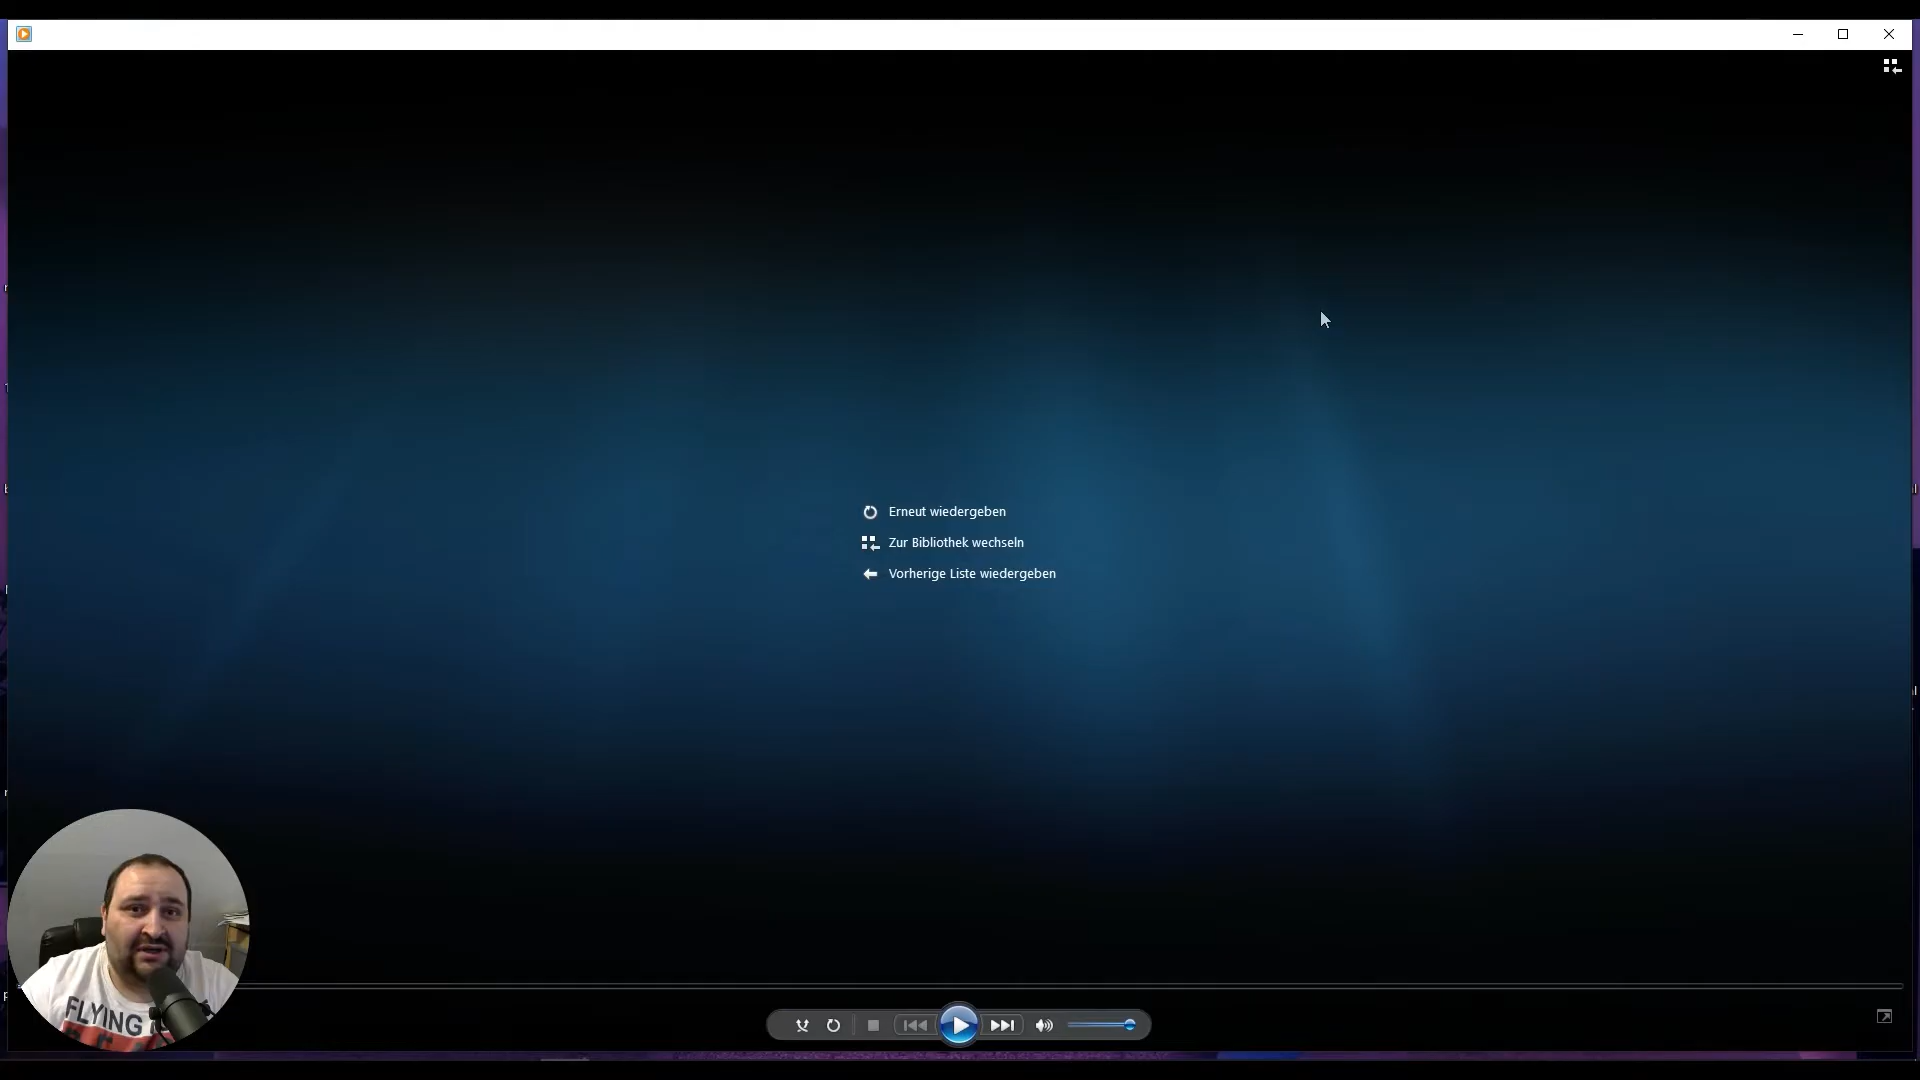 Erneut wiedergeben
Zur Bibliothek wechseln
Vorherige Liste wiedergeben
FLYING